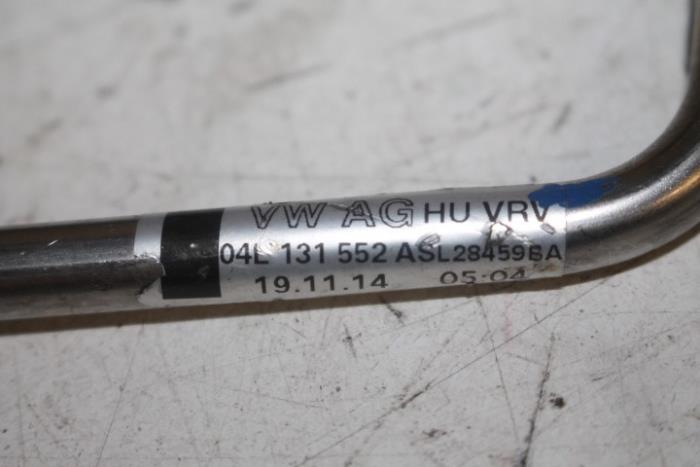 VW AG HU VRV
04L 131 552 ASL28459BA
19.11.14 05:04